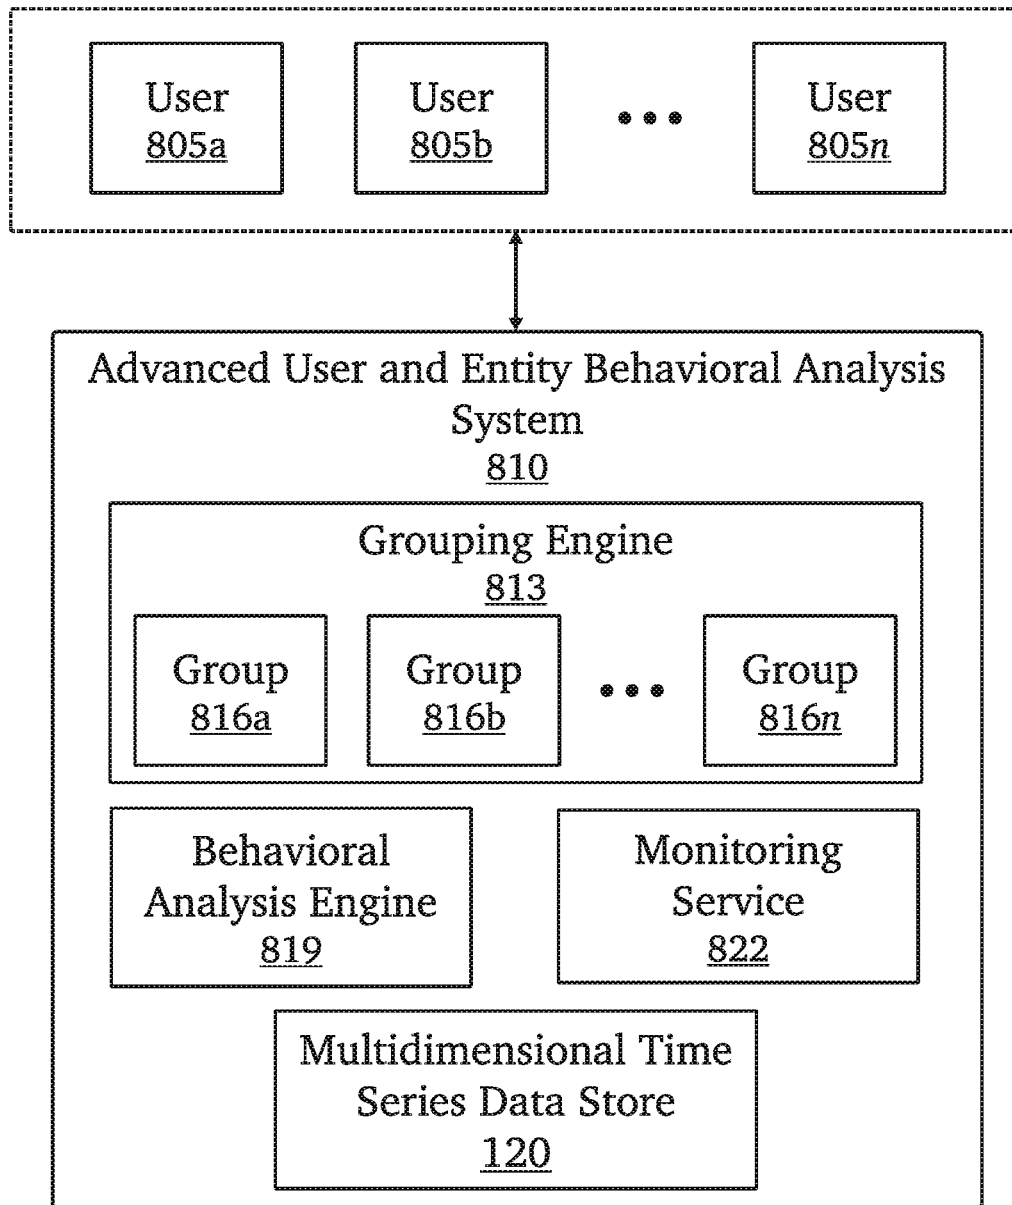 User User User
805a 805b 805n
Advanced User and Entity Behavioral Analysis
System
810
Grouping Engine
813
Group Group Group
816a 816b 816n
Behavioral
Analysis Engine
819
Monitoring
Service
822
Multidimensional Time
Series Data Store
120